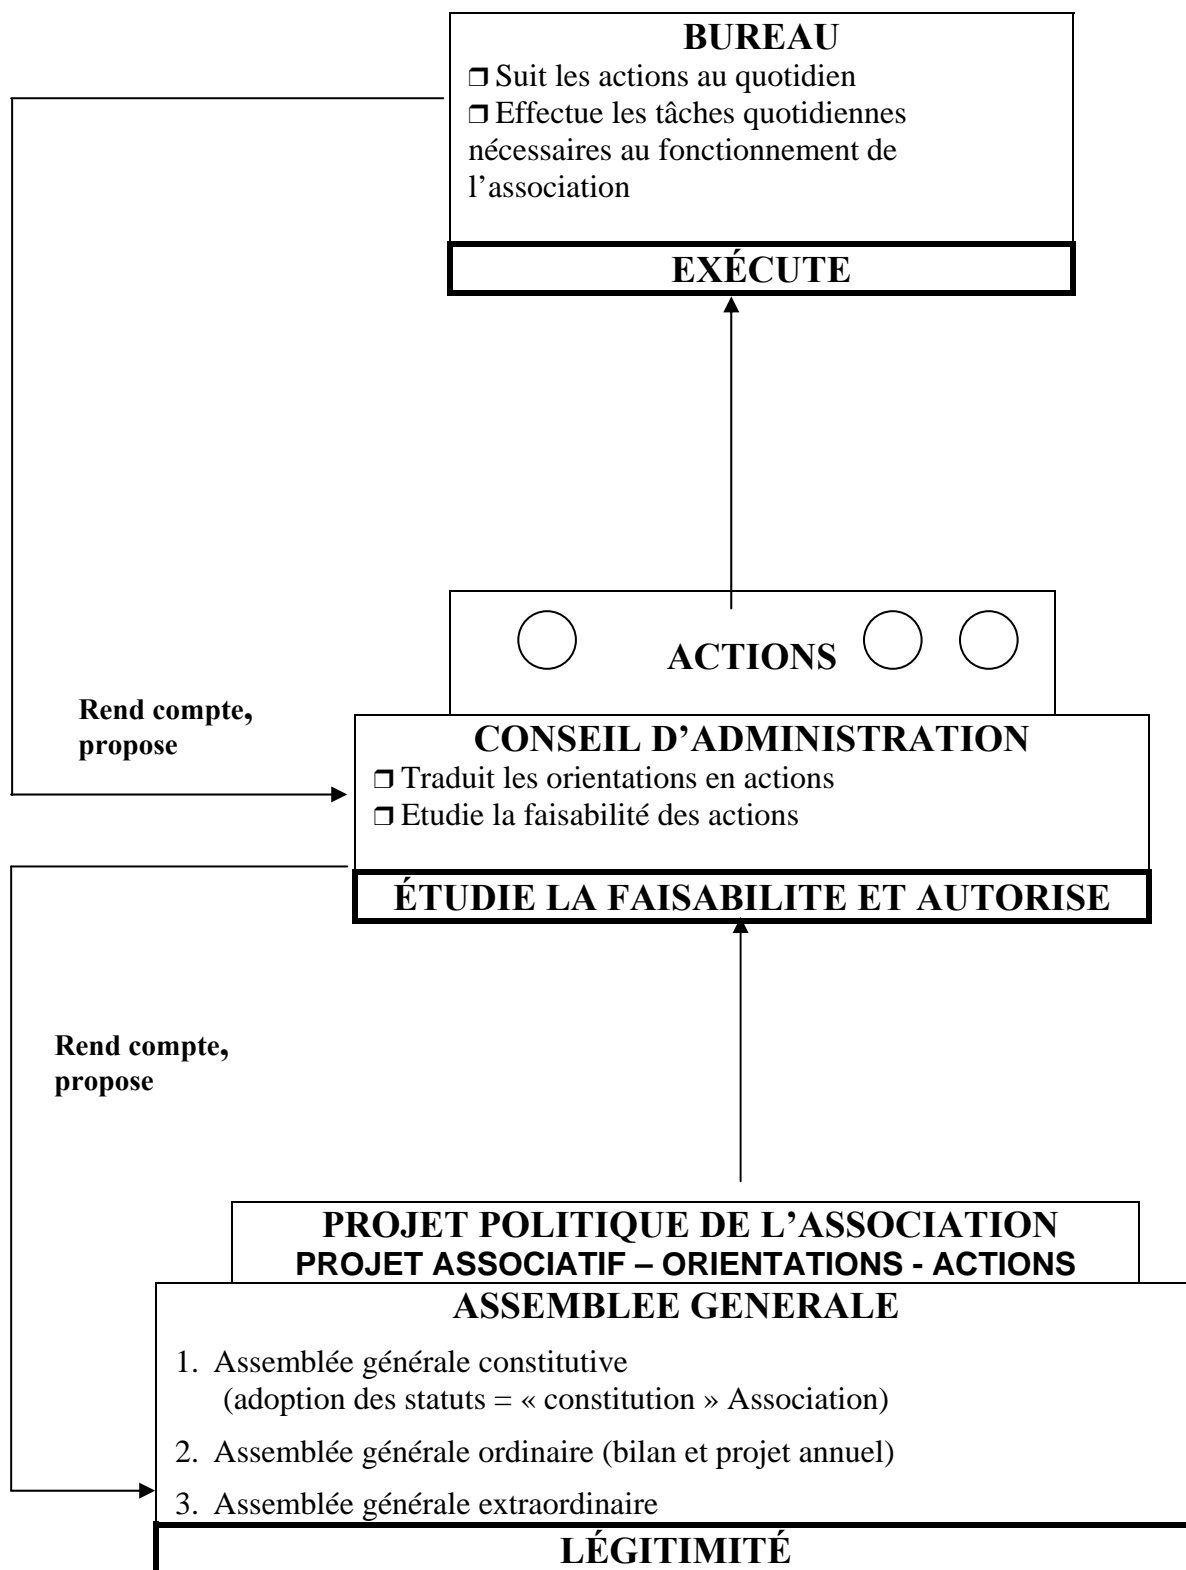 BUREAU
❒ Suit les actions au quotidien
❒ Effectue les tâches quotidiennes
nécessaires au fonctionnement de
l’association
EXÉCUTE
ACTIONS
Rend compte,
propose
CONSEIL D’ADMINISTRATION
❒ Traduit les orientations en actions
❒ Etudie la faisabilité des actions
ÉTUDIE LA FAISABILITE ET AUTORISE
Rend compte,
propose
PROJET POLITIQUE DE L’ASSOCIATION
PROJET ASSOCIATIF – ORIENTATIONS - ACTIONS
ASSEMBLEE GENERALE
1. Assemblée générale constitutive
(adoption des statuts = « constitution » Association)
2. Assemblée générale ordinaire (bilan et projet annuel)
3. Assemblée générale extraordinaire
LÉGITIMITÉ